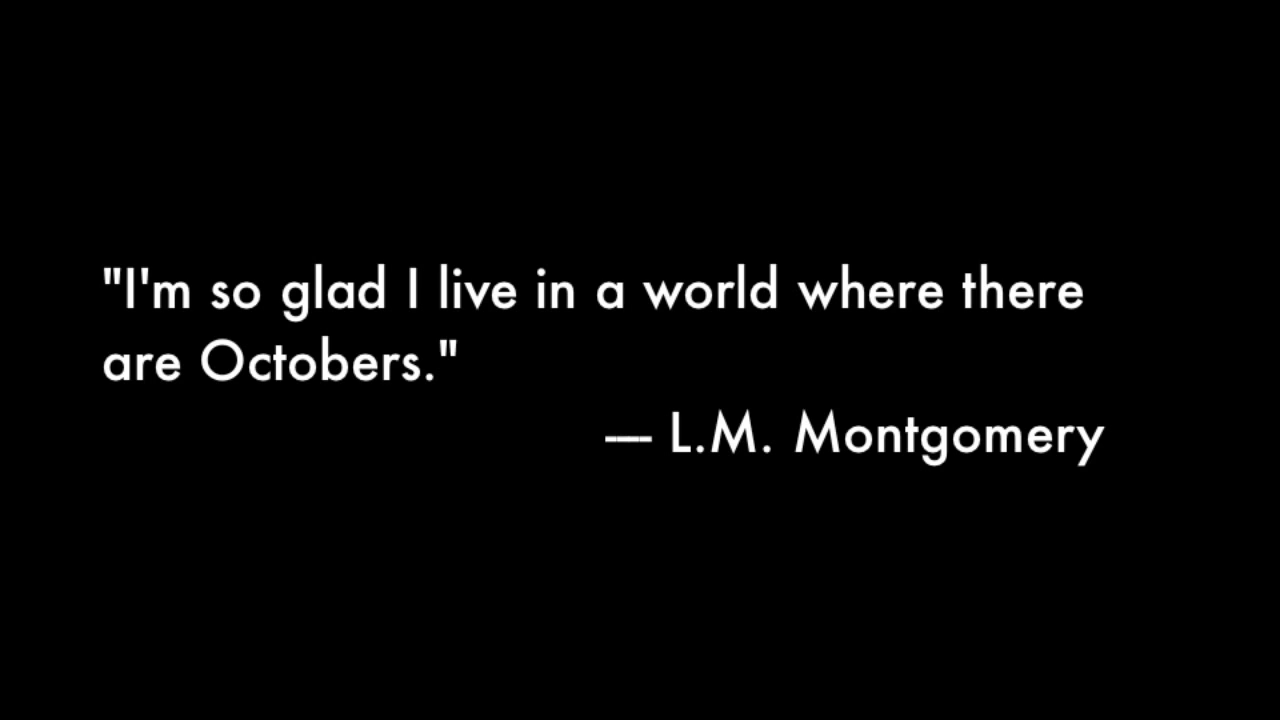 "I'm so glad I live in a world where there
are Octobers."
— L.M. Montgomery